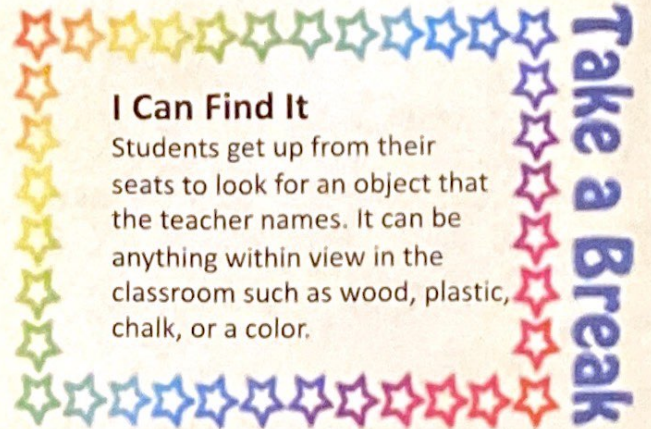 I Can Find It
Students get up from their
seats to look for an object that
the teacher names. It can be
anything within view in the
classroom such as wood, plastic,
chalk, or a color.
Take a Break